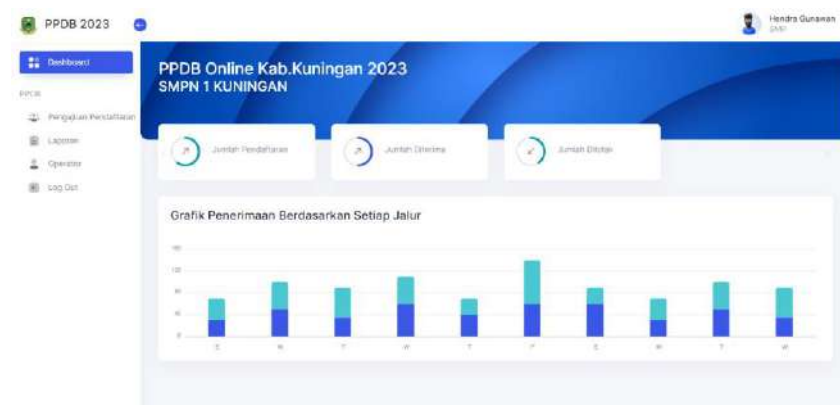 PPDB 2023
Hendra Gunawan
SMP
Dashboard
PPDB
Pengajuan Pendaftaran
Laporan
Operator
Log Out
PPDB Online Kab.Kuningan 2023
SMPN 1 KUNINGAN
Jumlah Pendaftaran
Jumlah Diterima
Jumlah Ditolak
Grafik Penerimaan Berdasarkan Setiap Jalur